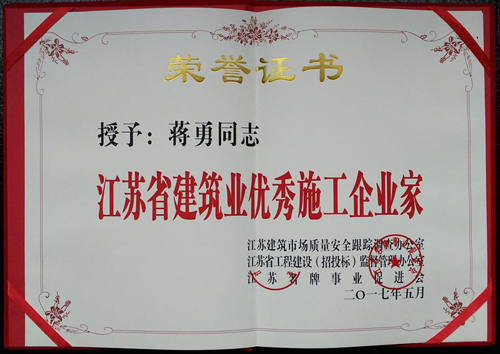 荣誉证书
授予：蒋勇同志
江苏省建筑业优秀施工企业家
江苏建筑市场质量安全跟踪调查办公室
江苏省工程建设（招投标）监督管理办公室
江苏名牌事业促进会
二〇一七年五月